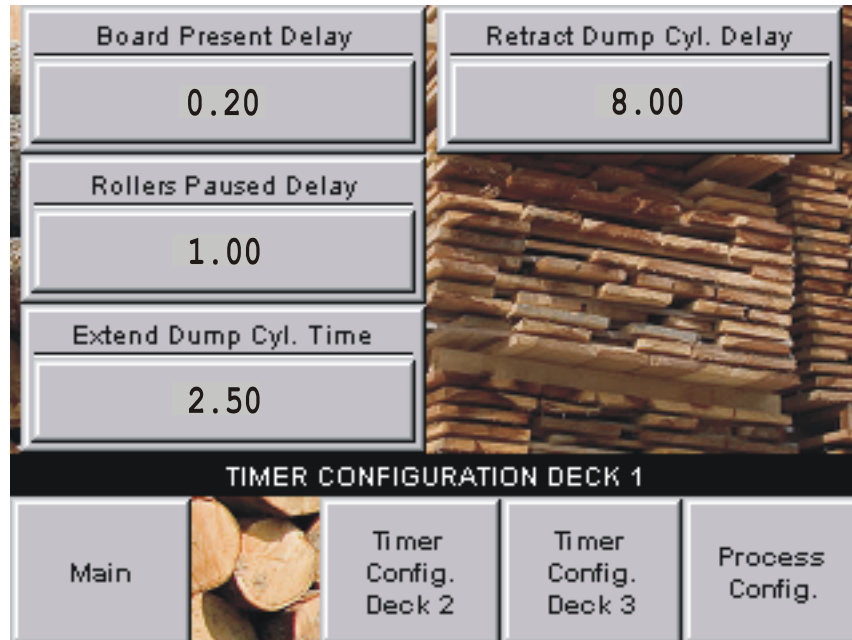 Board Present Delay
0.20
Retract Dump Cyl. Delay
8.00
Rollers Paused Delay
1.00
Extend Dump Cyl. Time
2.50
TIMER CONFIGURATION DECK 1
Main
Timer
Config.
Deck 2
Timer
Config.
Deck 3
Process
Config.